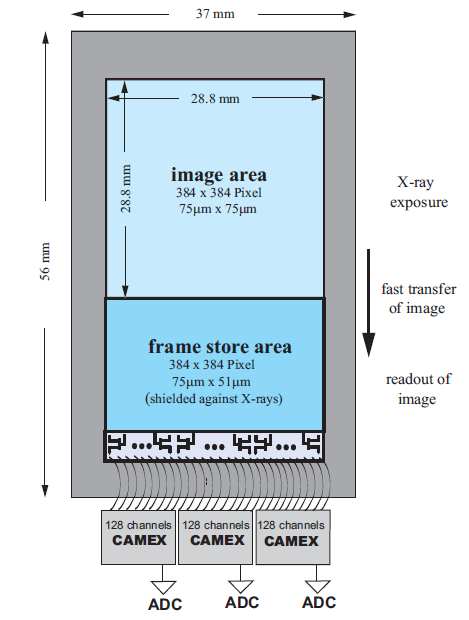 37 mm
28.8 mm
28.8 mm
56 mm
image area
384 x 384 Pixel
75µm x 75µm
X-ray
exposure
fast transfer
of image
frame store area
384 x 384 Pixel
75µm x 51µm
(shielded against X-rays)
readout of
image
128 channels
CAMEX
128 channels
CAMEX
128 channels
CAMEX
ADC
ADC
ADC